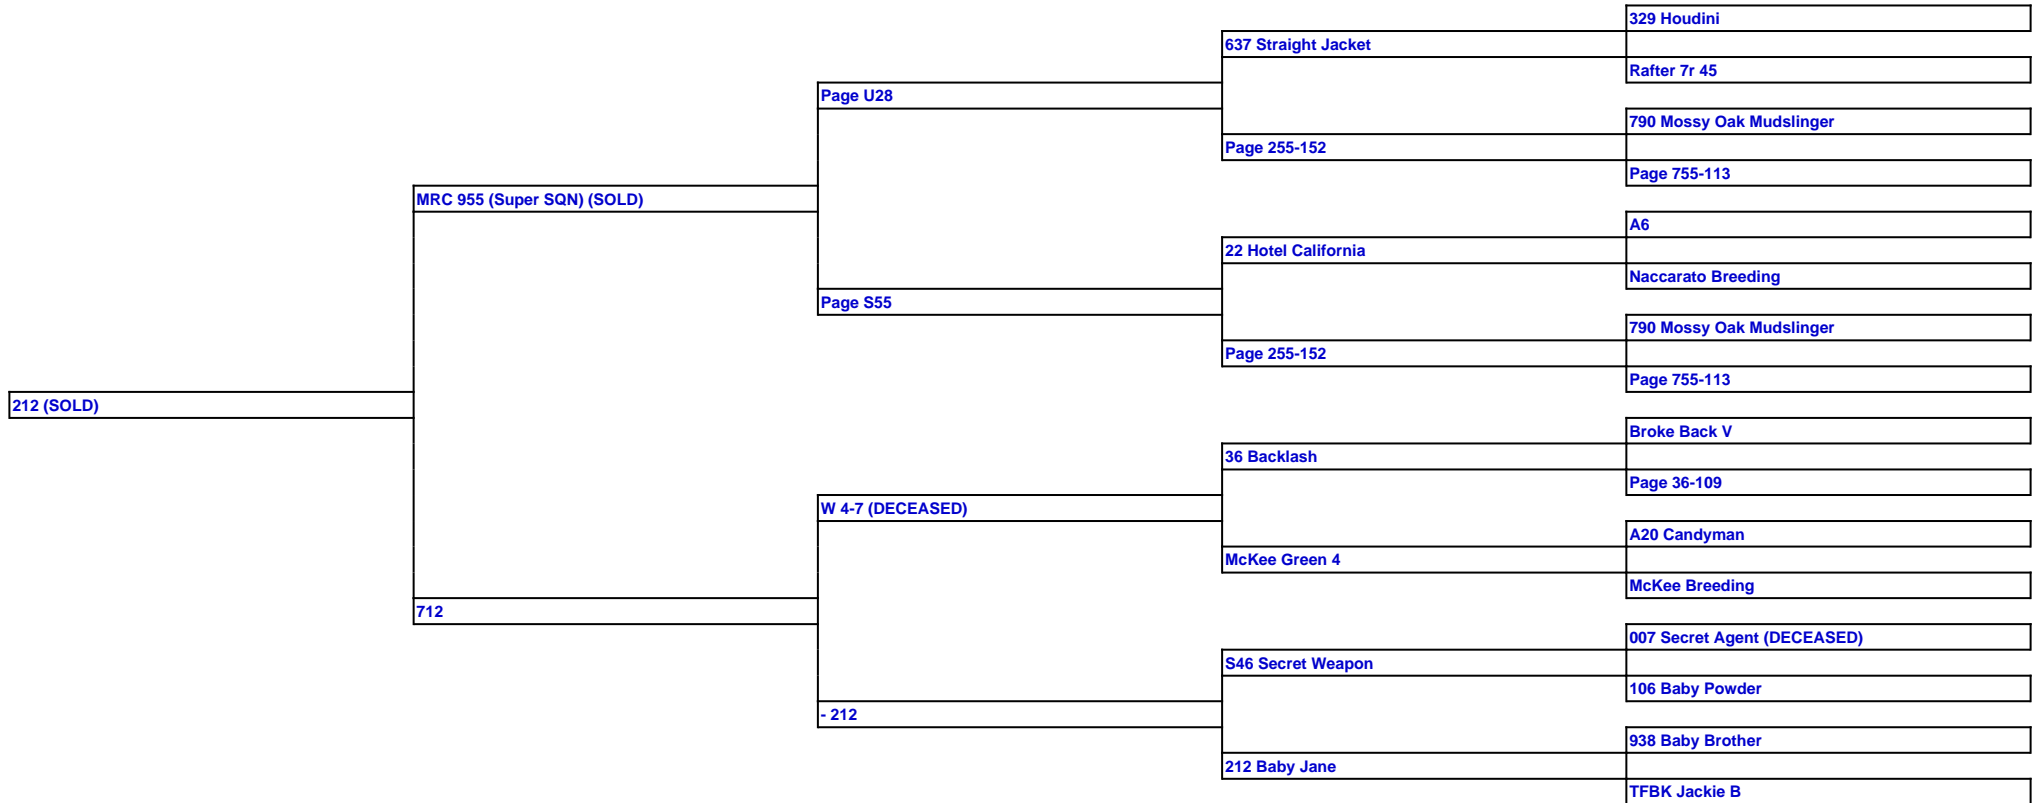 329 Houdini
637 Straight Jacket
Rafter 7r 45
Page U28
790 Mossy Oak Mudslinger
Page 255-152
Page 755-113
MRC 955 (Super SQN) (SOLD)
A6
22 Hotel California
Naccarato Breeding
Page S55
790 Mossy Oak Mudslinger
Page 255-152
Page 755-113
212 (SOLD)
Broke Back V
36 Backlash
Page 36-109
W 4-7 (DECEASED)
A20 Candyman
McKee Green 4
McKee Breeding
712
007 Secret Agent (DECEASED)
S46 Secret Weapon
106 Baby Powder
- 212
938 Baby Brother
212 Baby Jane
TFBK Jackie B